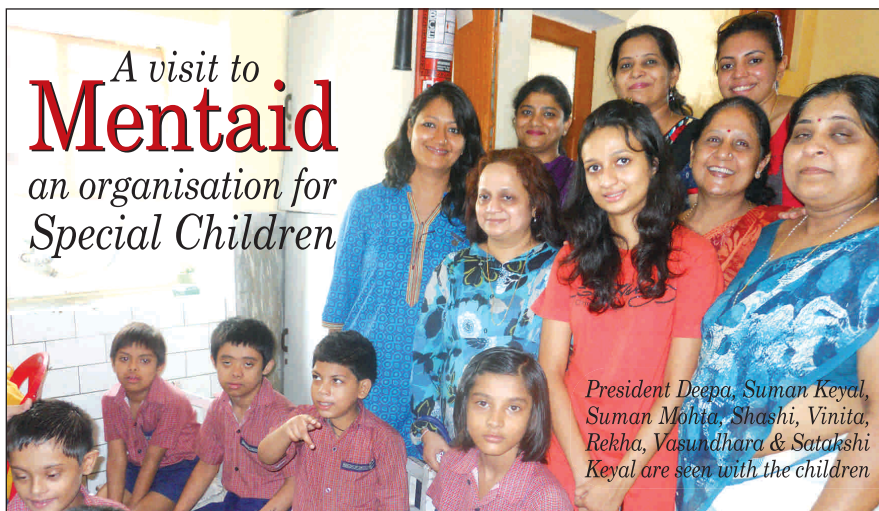 A visit to
Mentaid
an organisation for
Special Children
President Deepa, Suman Keyal,
Suman Mohta, Shashi, Vinita,
Rekha, Vasundhara & Satakshi
Keyal are seen with the children